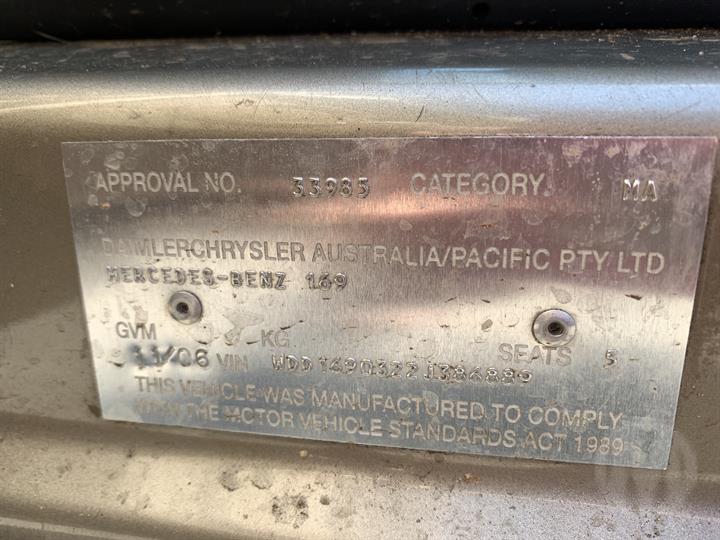 APPROVAL NO. 33985 CATEGORY. MA
DAIMLERCHRYSLER AUSTRALIA/PACIFIC PTY LTD
MERCEDES-BENZ 169
GVM KG SEATS 5
11/06 VIN WDD1690322J386889
THIS VEHICLE WAS MANUFACTURED TO COMPLY
WITH THE MOTOR VEHICLE STANDARDS ACT 1989